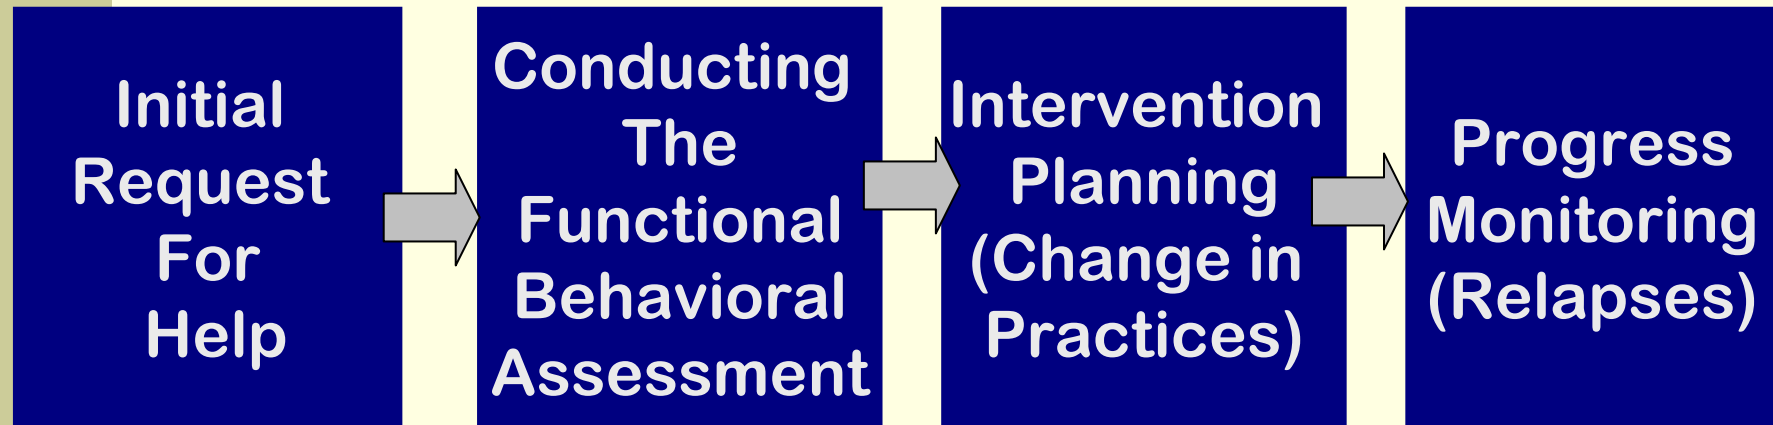 Initial
Request
For
Help
Conducting
The
Functional
Behavioral
Assessment
Intervention
Planning
(Change in
Practices)
Progress
Monitoring
(Relapses)